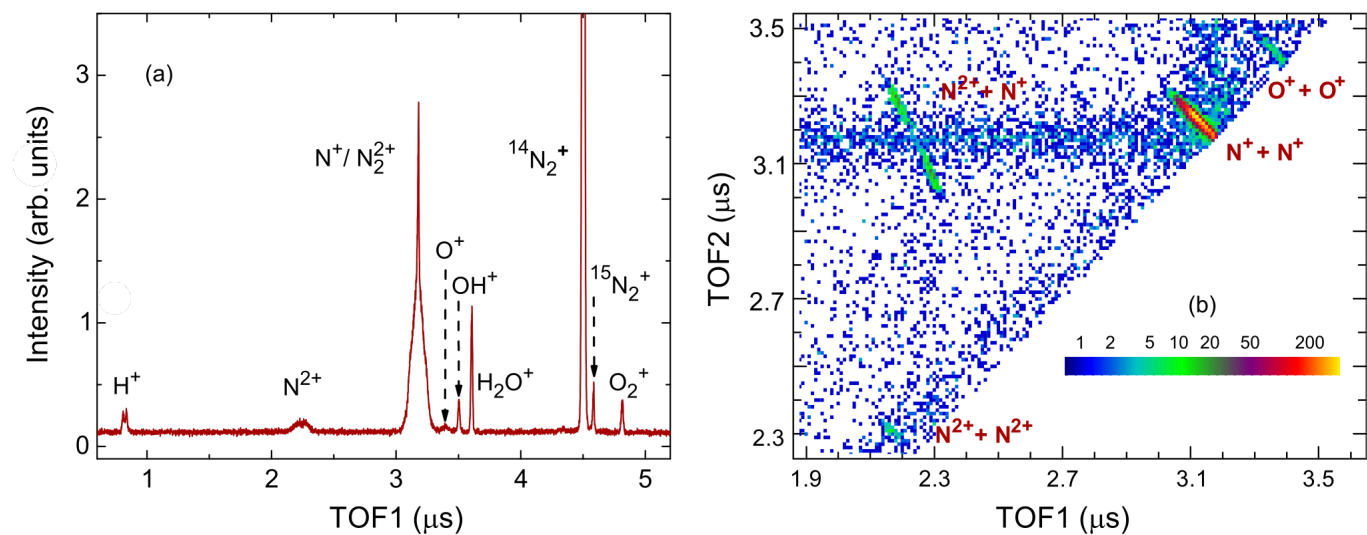 (a)
Intensity (arb. units)
3
2
1
0
H⁺
N²⁺
N⁺/ N₂²⁺
O⁺
OH⁺
H₂O⁺
¹⁴N₂⁺
¹⁵N₂⁺
O₂⁺
1 2 3 4 5
TOF1 (μs)
3.5
3.1
2.7
2.3
TOF2 (μs)
N²⁺ + N⁺
O⁺ + O⁺
N⁺ + N⁺
(b)
1 2 5 10 20 50 200
N²⁺ + N²⁺
1.9 2.3 2.7 3.1 3.5
TOF1 (μs)